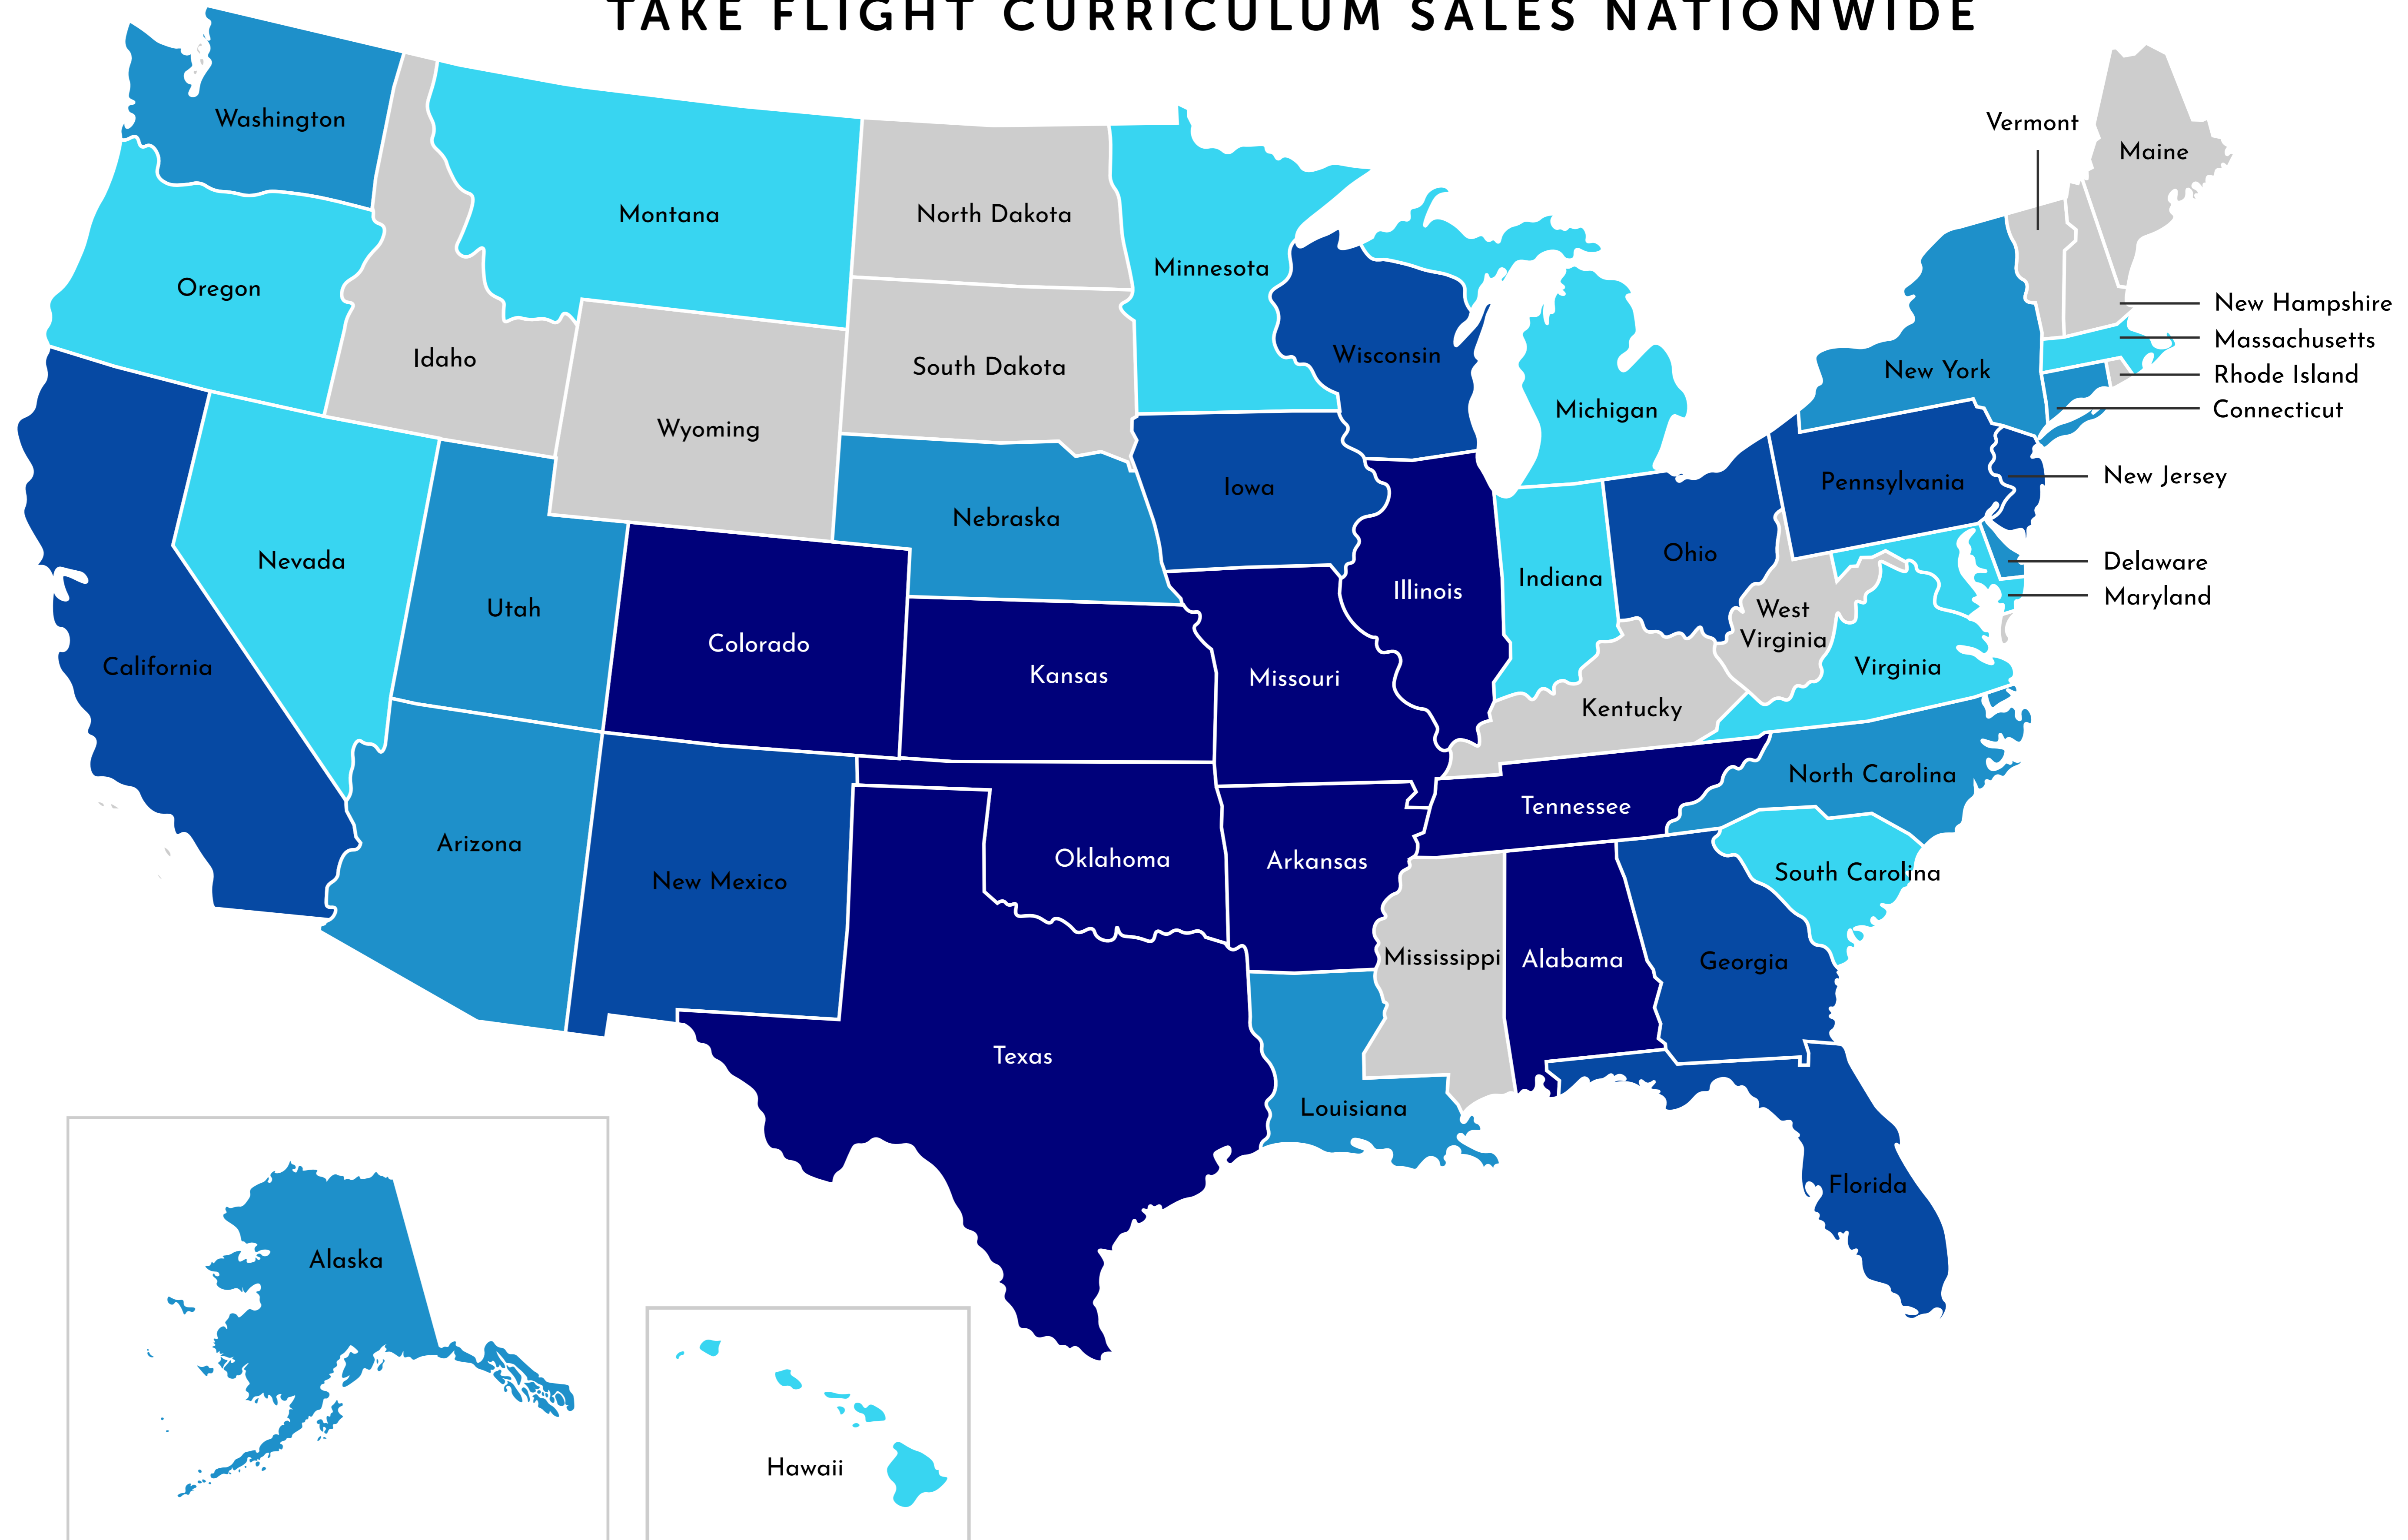 TAKE FLIGHT CURRICULUM SALES NATIONWIDE
Washington
Vermont
Maine
Montana
North Dakota
Minnesota
Oregon
New Hampshire
Massachusetts
Idaho
South Dakota
Wisconsin
New York
Rhode Island
Michigan
Connecticut
Wyoming
Iowa
Pennsylvania
New Jersey
Nebraska
Nevada
Ohio
Delaware
Utah
Illinois
Indiana
Maryland
West
Virginia
California
Colorado
Kansas
Missouri
Virginia
Kentucky
North Carolina
Tennessee
Arizona
New Mexico
Oklahoma
Arkansas
South Carolina
Mississippi
Alabama
Georgia
Texas
Louisiana
Florida
Alaska
Hawaii